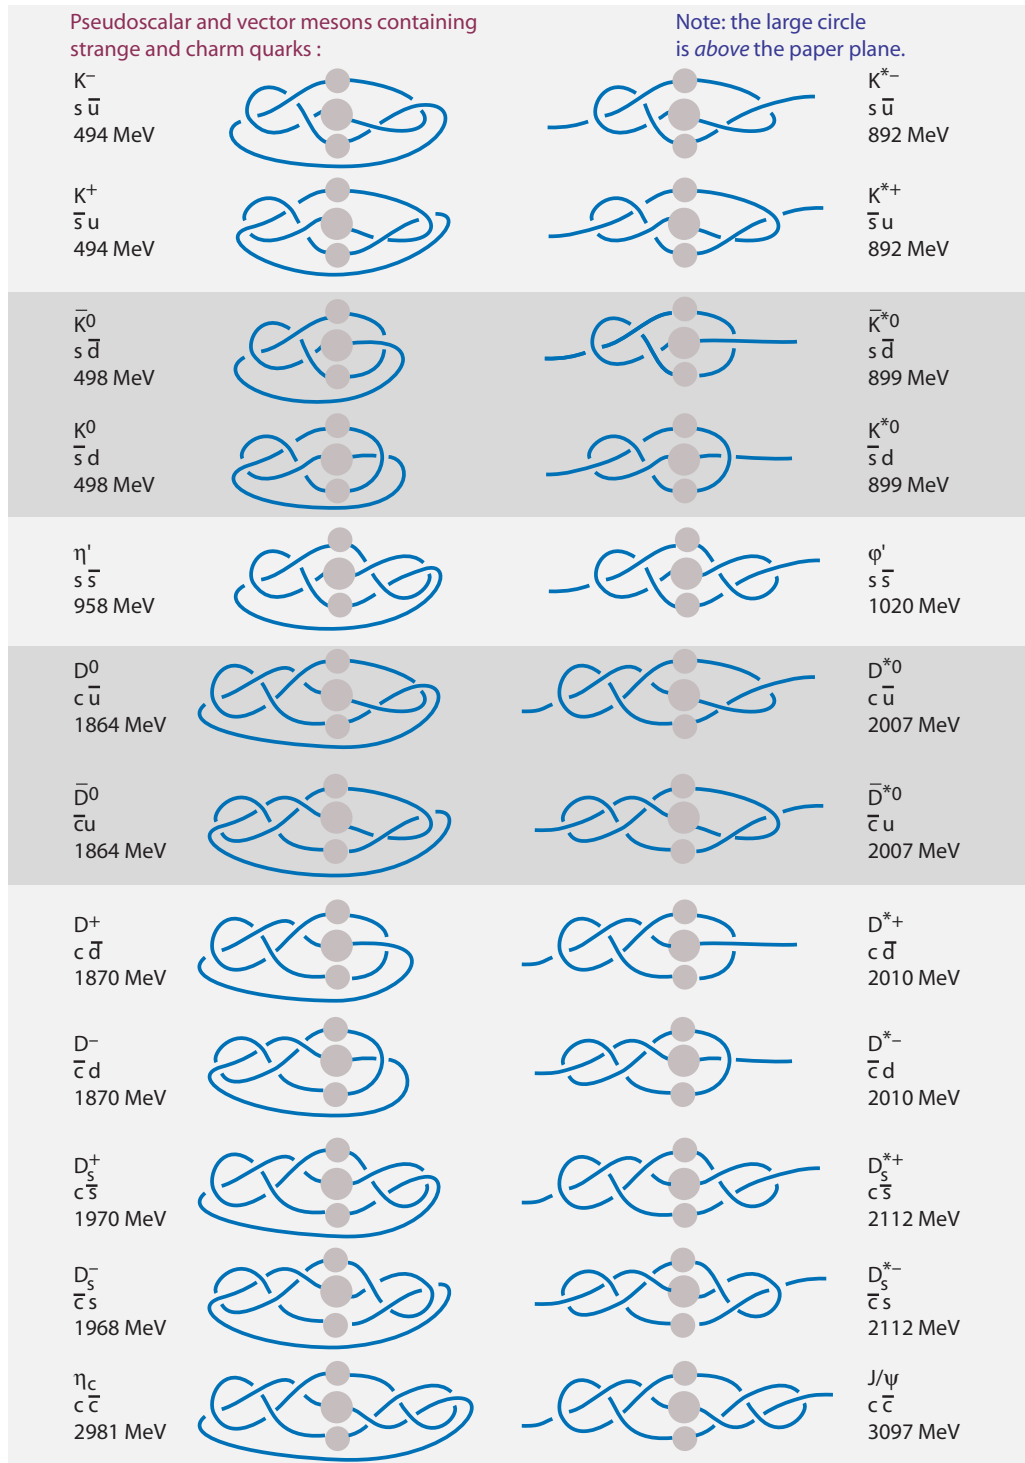 Pseudoscalar and vector mesons containing
strange and charm quarks :
Note: the large circle
is above the paper plane.
K⁻
s u̅
494 MeV
K*⁻
s u̅
892 MeV
K⁺
s̅ u
494 MeV
K*⁺
s̅ u
892 MeV
K̅⁰
s d̅
498 MeV
K̅*⁰
s d̅
899 MeV
K⁰
s̅ d
498 MeV
K*⁰
s̅ d
899 MeV
η'
s s̅
958 MeV
φ'
s s̅
1020 MeV
D⁰
c u̅
1864 MeV
D*⁰
c u̅
2007 MeV
D̅⁰
c̅u
1864 MeV
D̅*⁰
c̅ u
2007 MeV
D⁺
c d̅
1870 MeV
D*⁺
c d̅
2010 MeV
D⁻
c̅ d
1870 MeV
D*⁻
c̅ d
2010 MeV
Dₛ⁺
c s̅
1970 MeV
Dₛ*⁺
c s̅
2112 MeV
Dₛ⁻
c̅ s
1968 MeV
Dₛ*⁻
c̅ s
2112 MeV
ηc
c c̅
2981 MeV
J/ψ
c c̅
3097 MeV